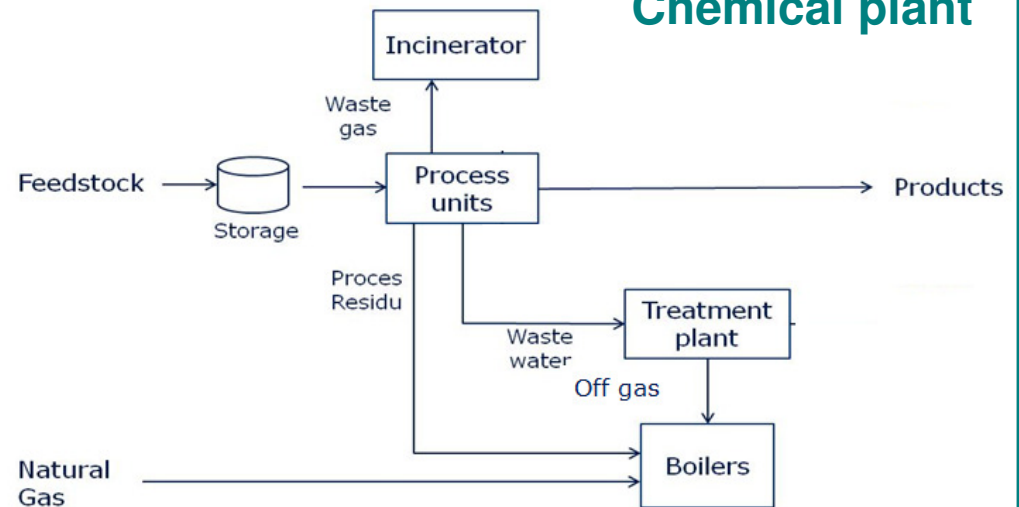 Chemical plant
Incinerator
Waste
gas
Feedstock
Storage
Process
units
Products
Proces
Residu
Waste
water
Treatment
plant
Off gas
Boilers
Natural
Gas